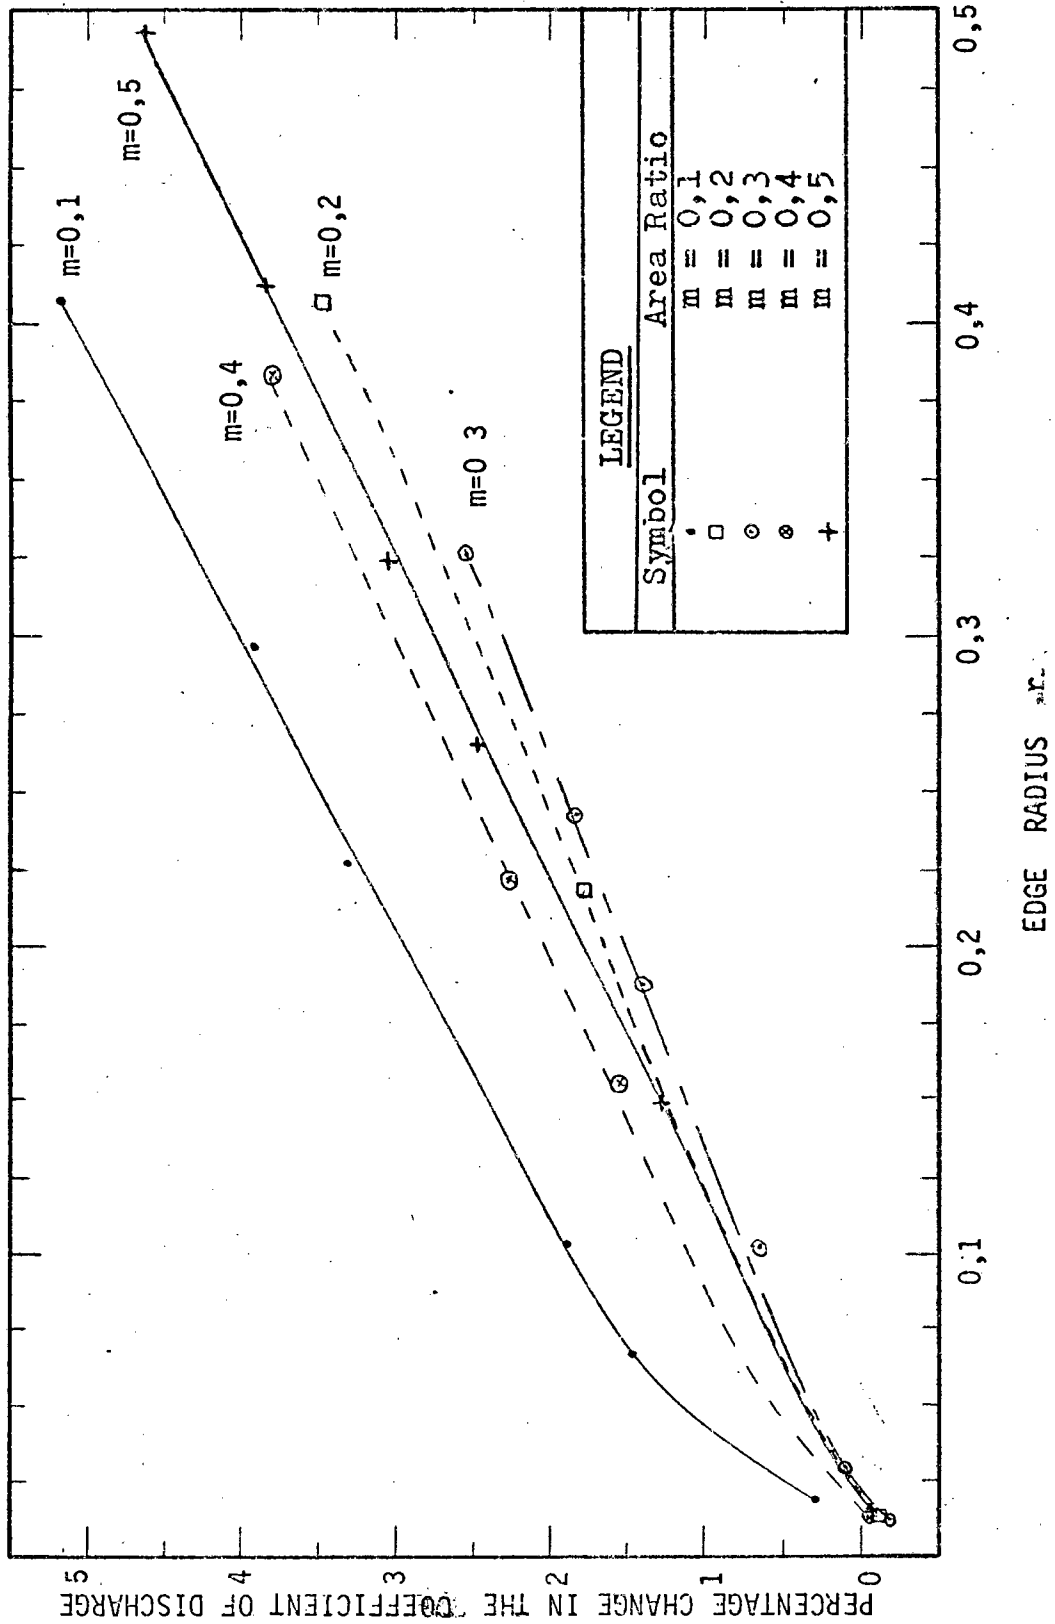 PERCENTAGE CHANGE IN THE COEFFICIENT OF DISCHARGE
5
4
3
2
1
0
m=0,1
m=0,5
m=0,4
m=0,2
m=0 3
LEGEND
Symbol Area Ratio
m = 0,1
m = 0,2
m = 0,3
m = 0,4
m = 0,5
0,1
0,2
0,3
0,4
0,5
EDGE RADIUS r